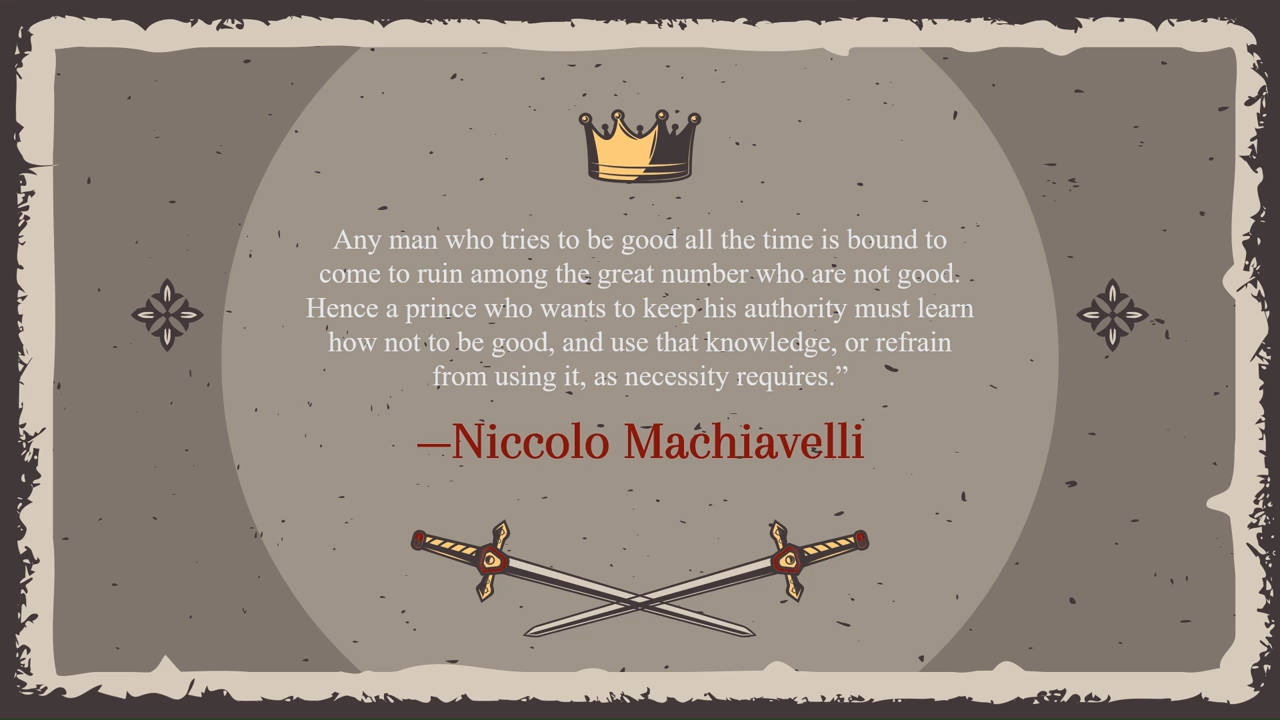 Any man who tries to be good all the time is bound to
come to ruin among the great number who are not good.
Hence a prince who wants to keep his authority must learn
how not to be good, and use that knowledge, or refrain
from using it, as necessity requires.”
—Niccolo Machiavelli